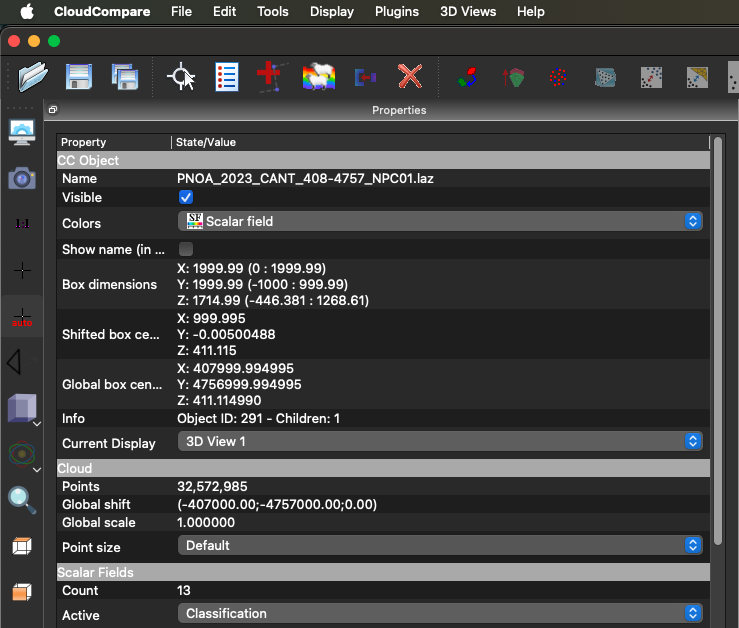 CloudCompare File Edit Tools Display Plugins 3D Views Help
Properties
Property State/Value
CC Object
Name PNOA_2023_CANT_408-4757_NPC01.laz
Visible
Colors SF Scalar field
Show name (in ...
Box dimensions X: 1999.99 (0 : 1999.99)
Y: 1999.99 (-1000 : 999.99)
Z: 1714.99 (-446.381 : 1268.61)
Shifted box ce... X: 999.995
Y: -0.00500488
Z: 411.115
Global box cen... X: 407999.994995
Y: 4756999.994995
Z: 411.114990
Info Object ID: 291 - Children: 1
Current Display 3D View 1
Cloud
Points 32,572,985
Global shift (-407000.00;-4757000.00;0.00)
Global scale 1.000000
Point size Default
Scalar Fields
Count 13
Active Classification
1:1
auto